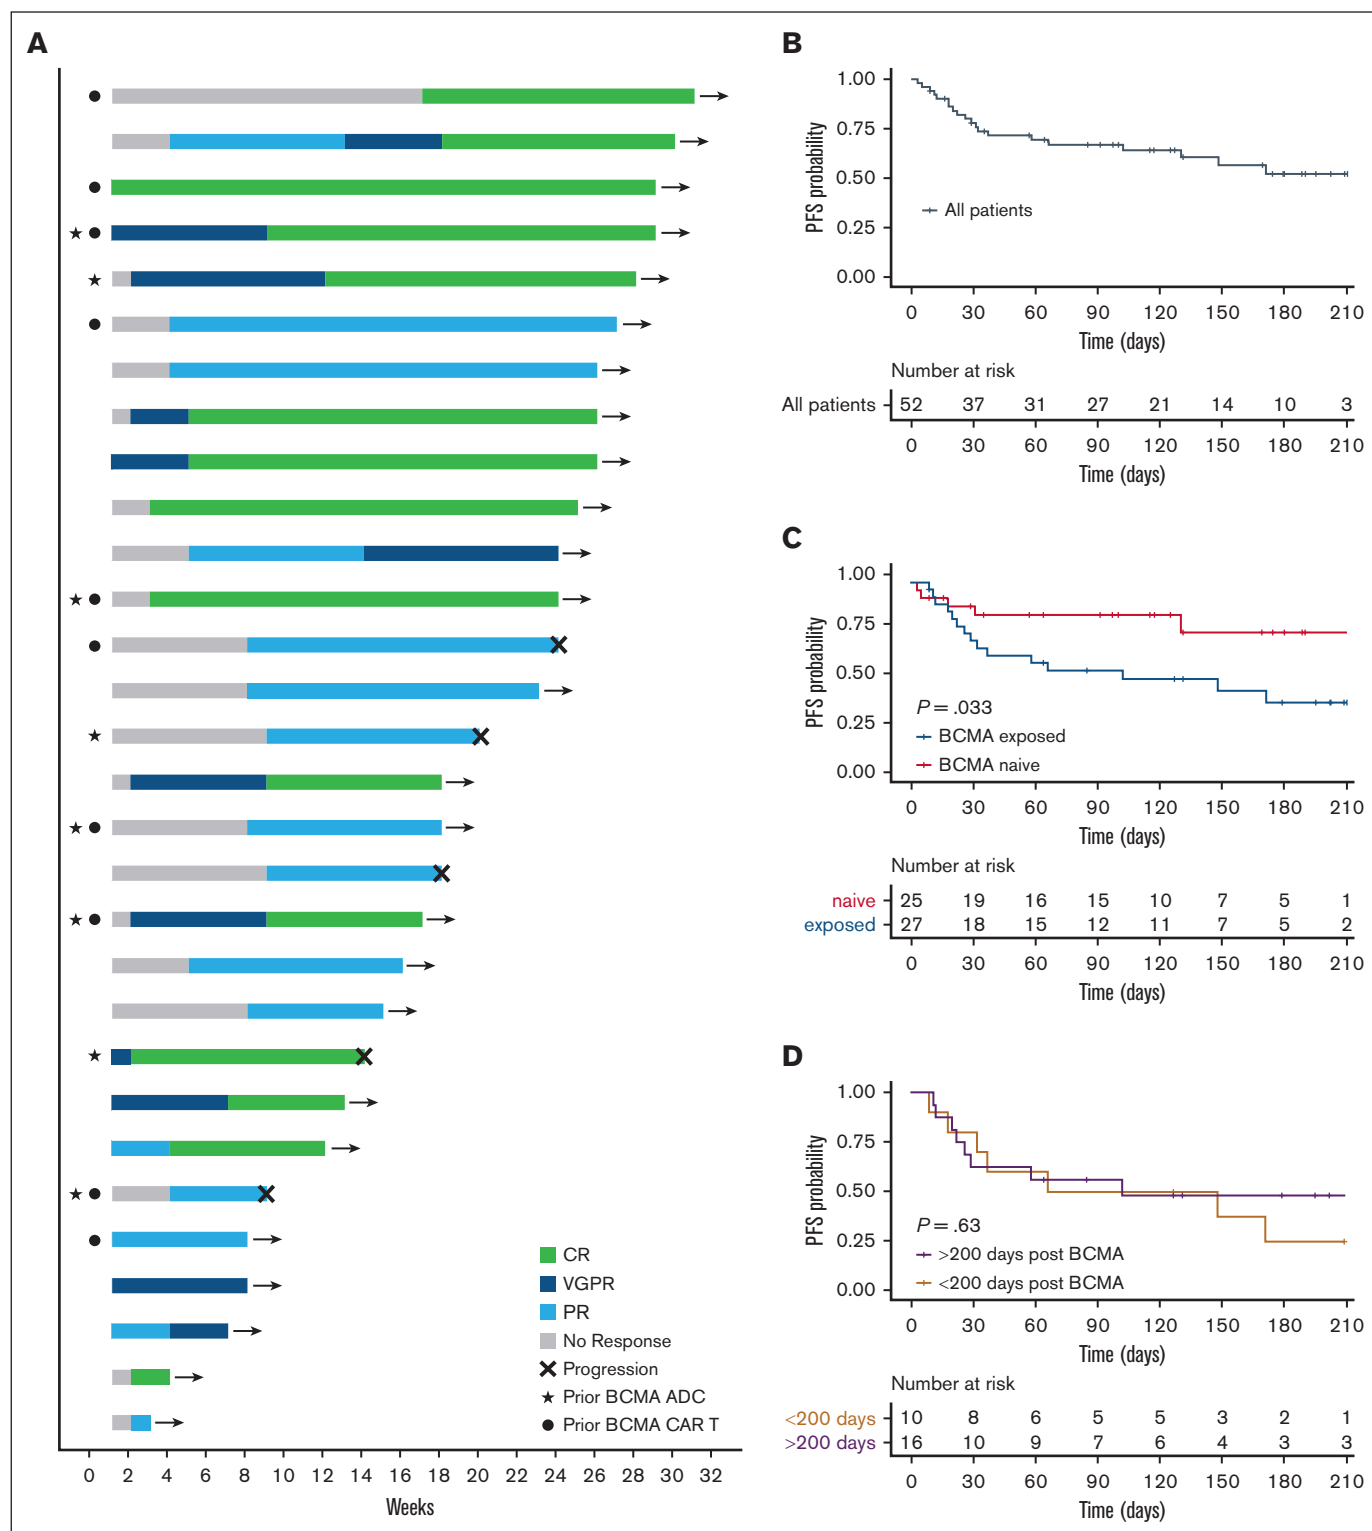 A
CR
VGPR
PR
No Response
Progression
Prior BCMA ADC
Prior BCMA CAR T
0 2 4 6 8 10 12 14 16 18 20 22 24 26 28 30 32
Weeks
B
PFS probability
1.00
0.75
0.50
0.25
0.00
All patients
0 30 60 90 120 150 180 210
Time (days)
Number at risk
All patients 52 37 31 27 21 14 10 3
0 30 60 90 120 150 180 210
Time (days)
C
PFS probability
1.00
0.75
0.50
0.25
0.00
P = .033
BCMA exposed
BCMA naive
0 30 60 90 120 150 180 210
Time (days)
Number at risk
naive 25 19 16 15 10 7 5 1
exposed 27 18 15 12 11 7 5 2
0 30 60 90 120 150 180 210
Time (days)
D
PFS probability
1.00
0.75
0.50
0.25
0.00
P = .63
>200 days post BCMA
<200 days post BCMA
0 30 60 90 120 150 180 210
Time (days)
Number at risk
<200 days 10 8 6 5 5 3 2 1
>200 days 16 10 9 7 6 4 3 3
0 30 60 90 120 150 180 210
Time (days)